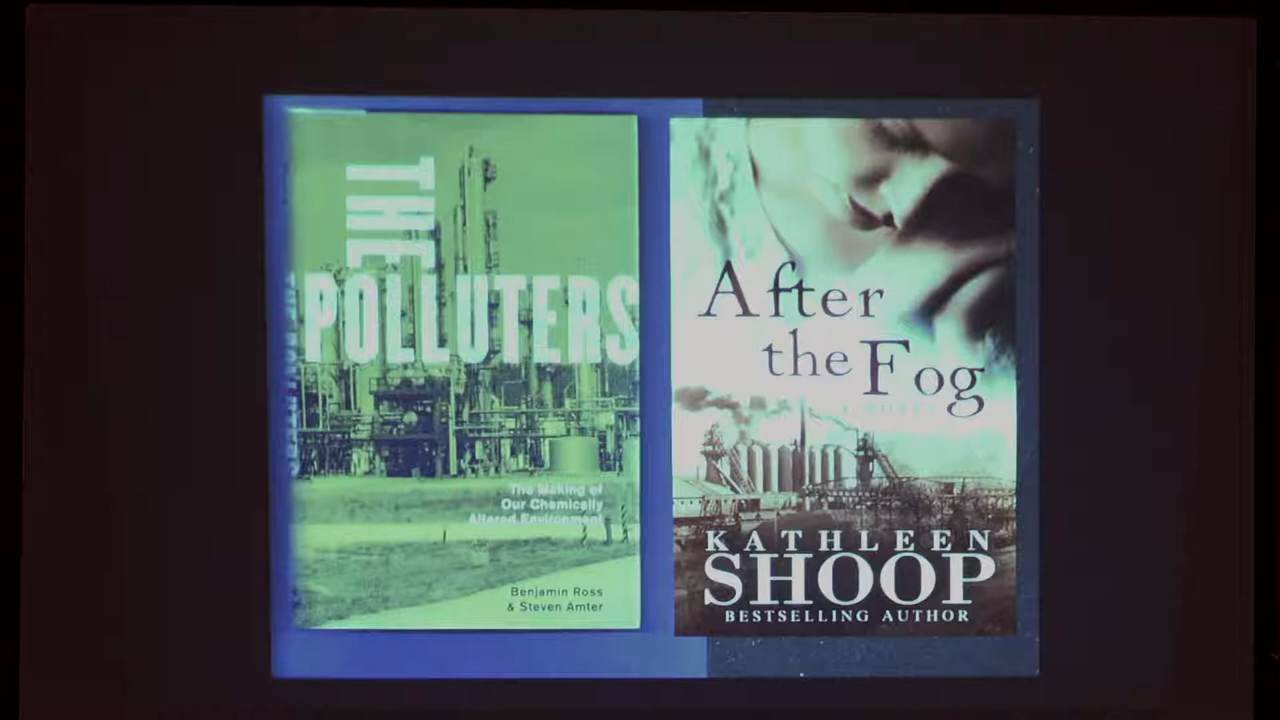 THE
POLLUTERS
The Making of
Our Chemically
Altered Environment
Benjamin Ross
& Steven Amter
After
the Fog
A NOVEL
KATHLEEN
SHOOP
BESTSELLING AUTHOR